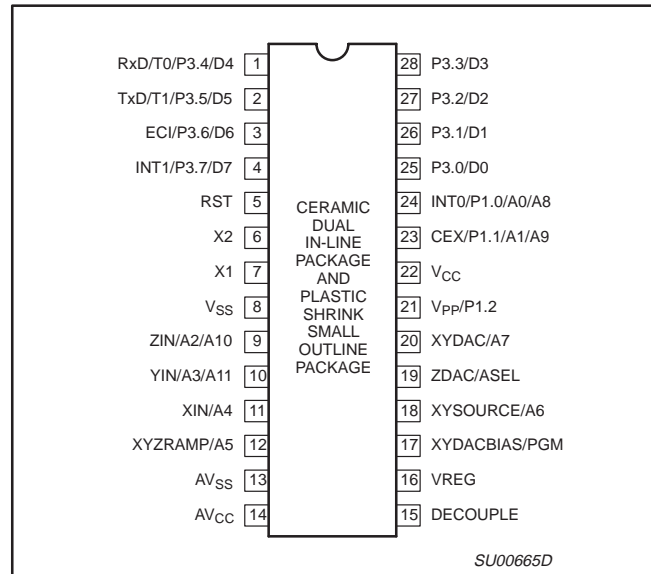 RxD/T0/P3.4/D4 1 28 P3.3/D3
TxD/T1/P3.5/D5 2 27 P3.2/D2
ECI/P3.6/D6 3 26 P3.1/D1
INT1/P3.7/D7 4 25 P3.0/D0
RST 5 24 INT0/P1.0/A0/A8
X2 6 23 CEX/P1.1/A1/A9
X1 7 22 VCC
VSS 8 21 VPP/P1.2
ZIN/A2/A10 9 20 XYDAC/A7
YIN/A3/A11 10 19 ZDAC/ASEL
XIN/A4 11 18 XYSOURCE/A6
XYZRAMP/A5 12 17 XYDACBIAS/PGM
AVSS 13 16 VREG
AVCC 14 15 DECOUPLE
CERAMIC
DUAL
IN-LINE
PACKAGE
AND
PLASTIC
SHRINK
SMALL
OUTLINE
PACKAGE
SU00665D